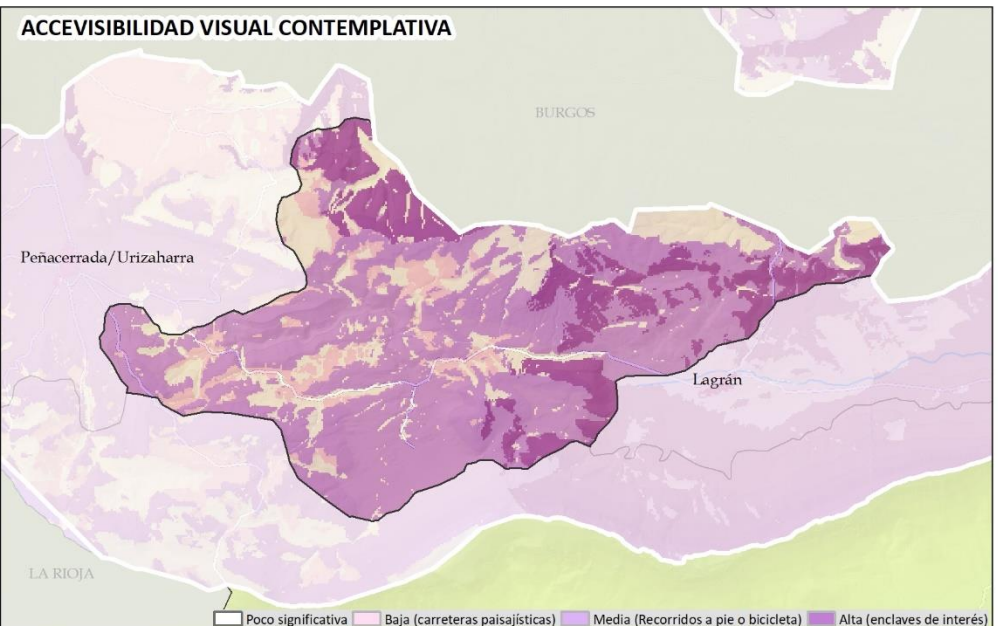 ACCEVISIBILIDAD VISUAL CONTEMPLATIVA
BURGOS
Peñacerrada/Urizaharra
Lagrán
LA RIOJA
Poco significativa Baja (carreteras paisajísticas) Media (Recorridos a pie o bicicleta) Alta (enclaves de interés)